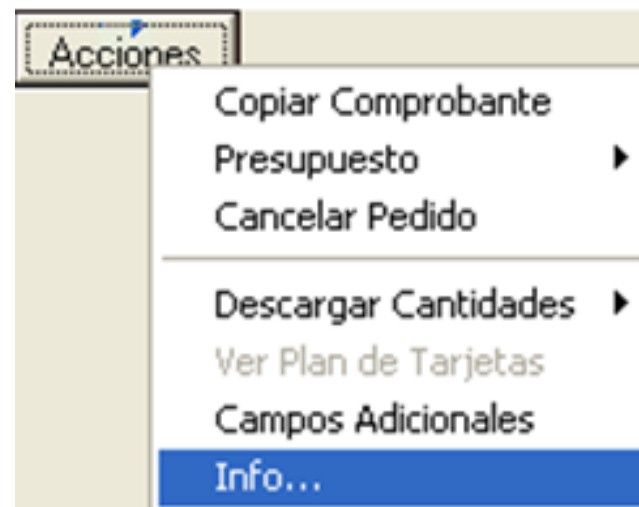 Acciones
Copiar Comprobante
Presupuesto
Cancelar Pedido
Descargar Cantidades
Ver Plan de Tarjetas
Campos Adicionales
Info...